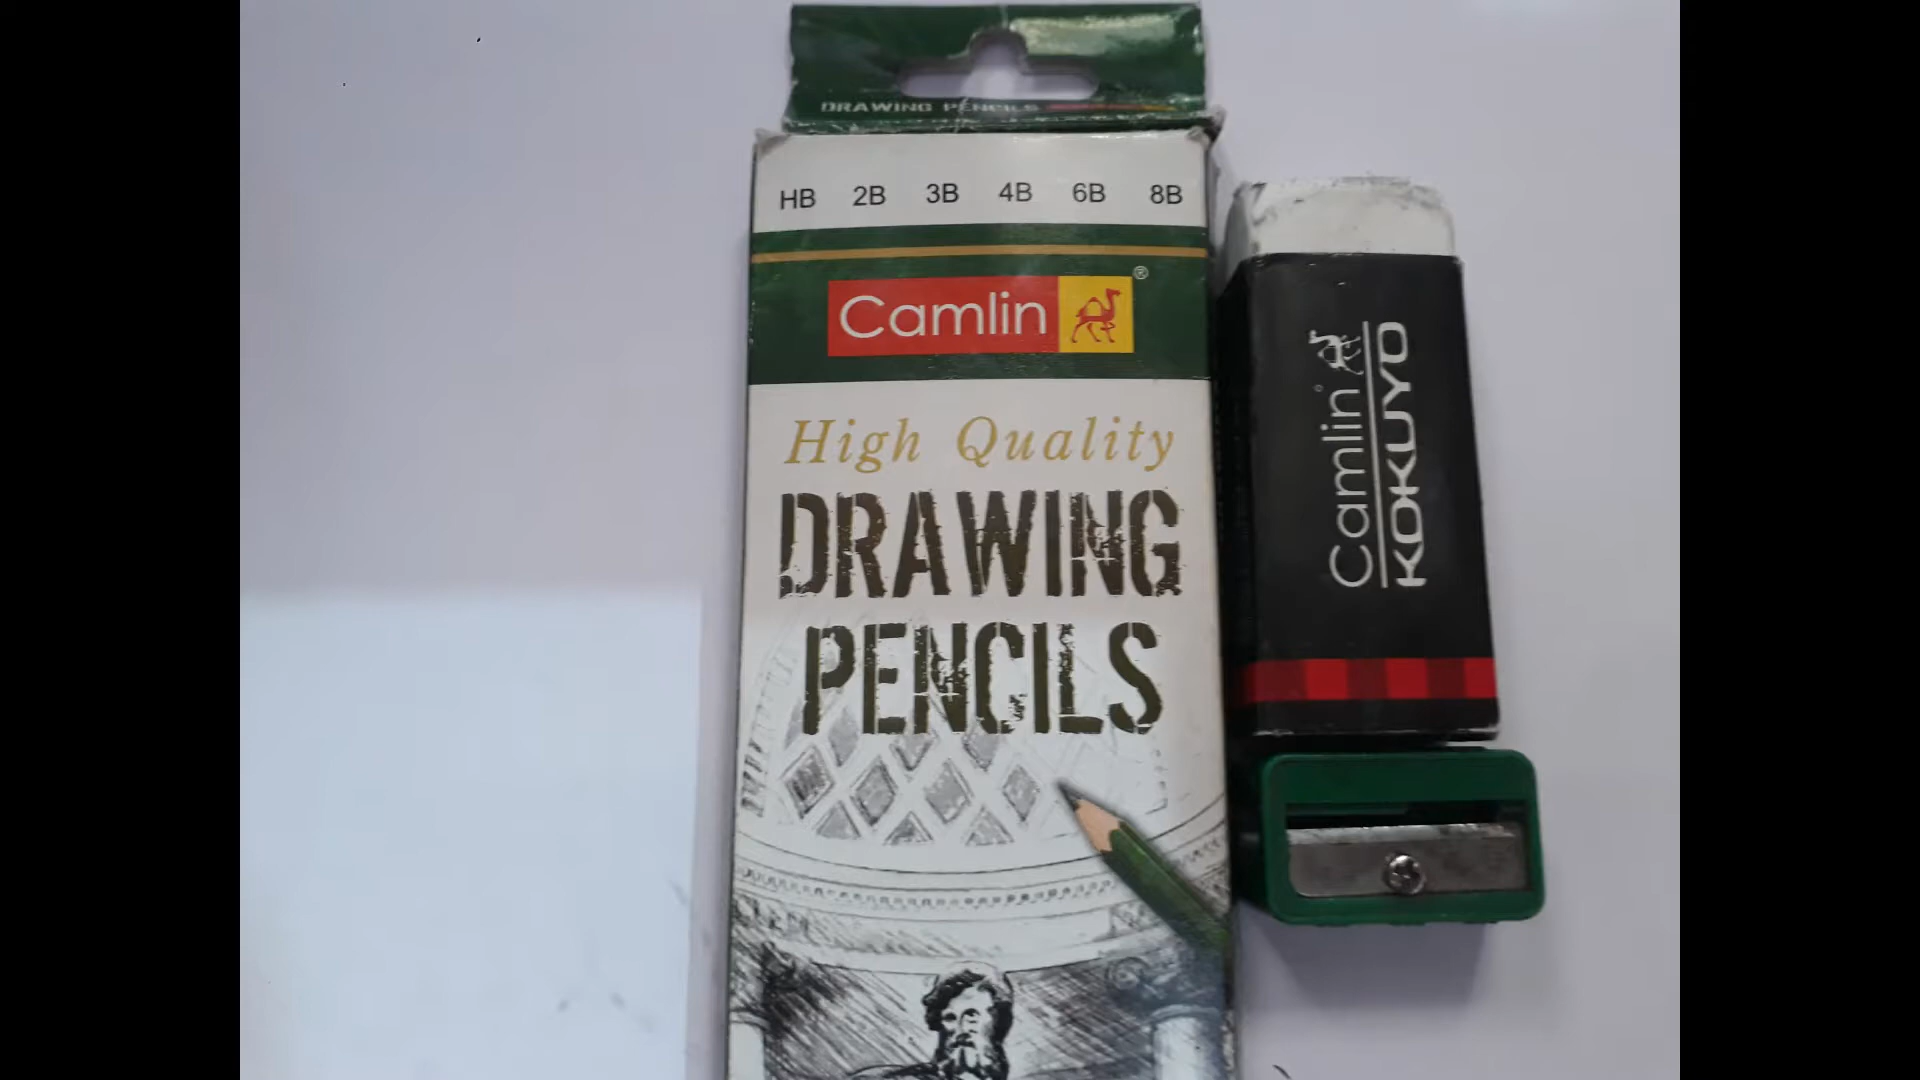 DRAWING PENCILS
HB 2B 3B 4B 6B 8B
Camlin ®
High Quality
DRAWING
PENCILS
Camlin
KOKUYO